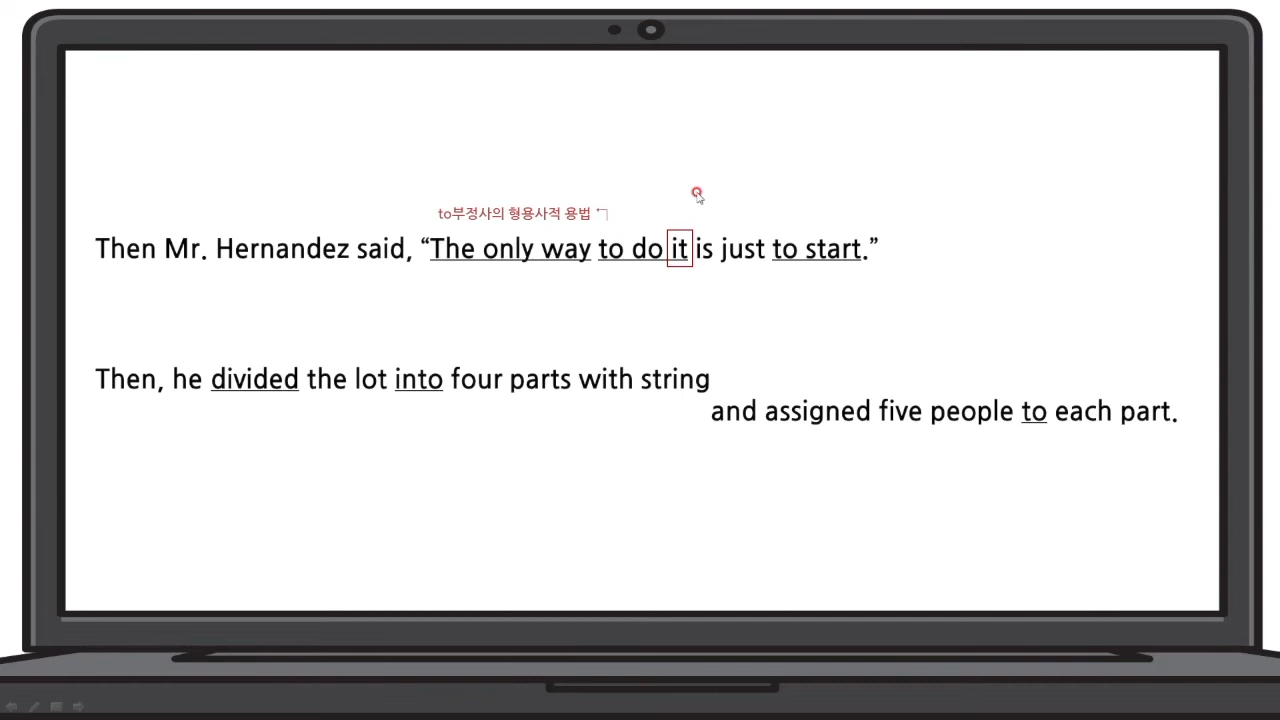 to부정사의 형용사적 용법
Then Mr. Hernandez said, “The only way to do it is just to start.”
Then, he divided the lot into four parts with string
and assigned five people to each part.